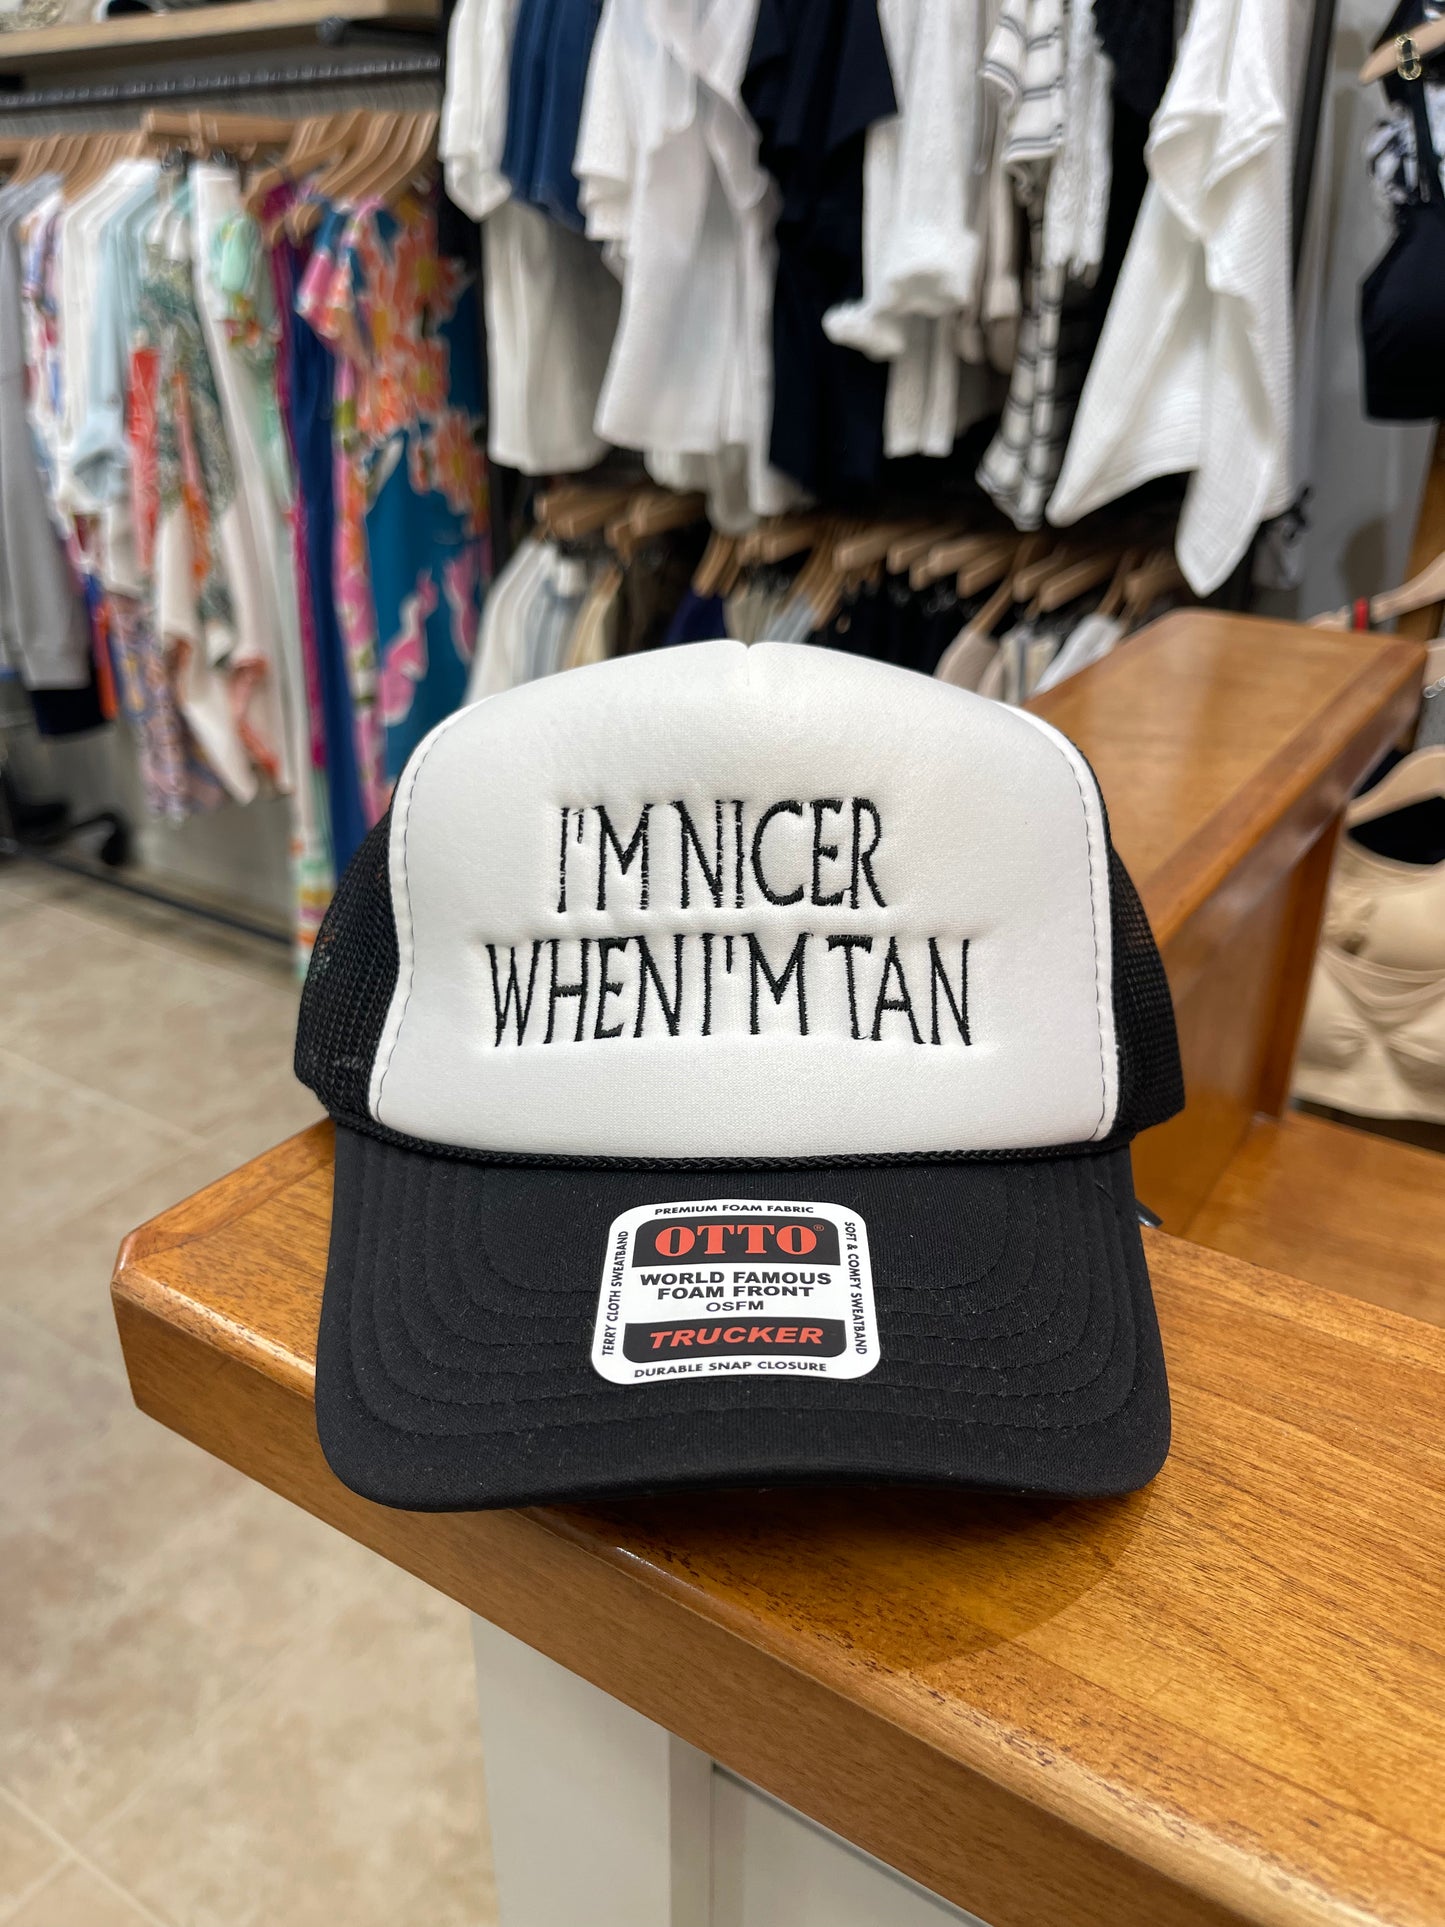 I'M NICER
WHEN I'M TAN
PREMIUM FOAM FABRIC
OTTO®
TERRY CLOTH SWEATBAND
SOFT & COMFY SWEATBAND
WORLD FAMOUS
FOAM FRONT
OSFM
TRUCKER
DURABLE SNAP CLOSURE